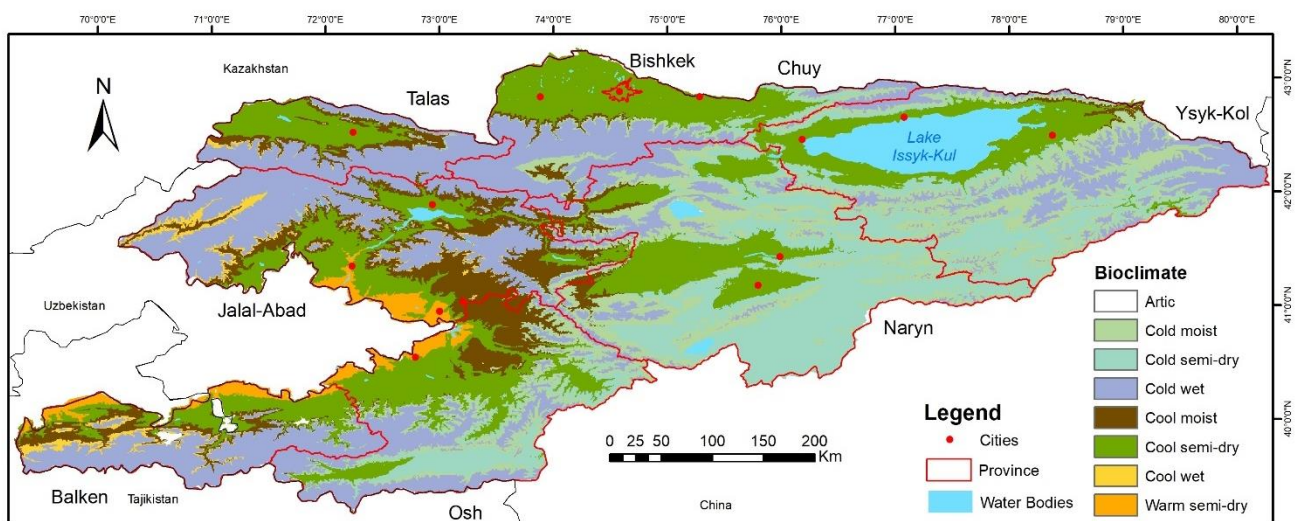 70°0'0"E 71°0'0"E 72°0'0"E 73°0'0"E 74°0'0"E 75°0'0"E 76°0'0"E 77°0'0"E 78°0'0"E 79°0'0"E 80°0'0"E
N
Kazakhstan
Talas
Bishkek
Chuy
Ysyk-Kol
Lake
Issyk-Kul
43°0'0"N
42°0'0"N
41°0'0"N
40°0'0"N
Uzbekistan
Jalal-Abad
Naryn
Balken
Tajikistan
Osh
China
0 25 50 100 150 200
Km
Legend
Cities
Province
Water Bodies
Bioclimate
Artic
Cold moist
Cold semi-dry
Cold wet
Cool moist
Cool semi-dry
Cool wet
Warm semi-dry